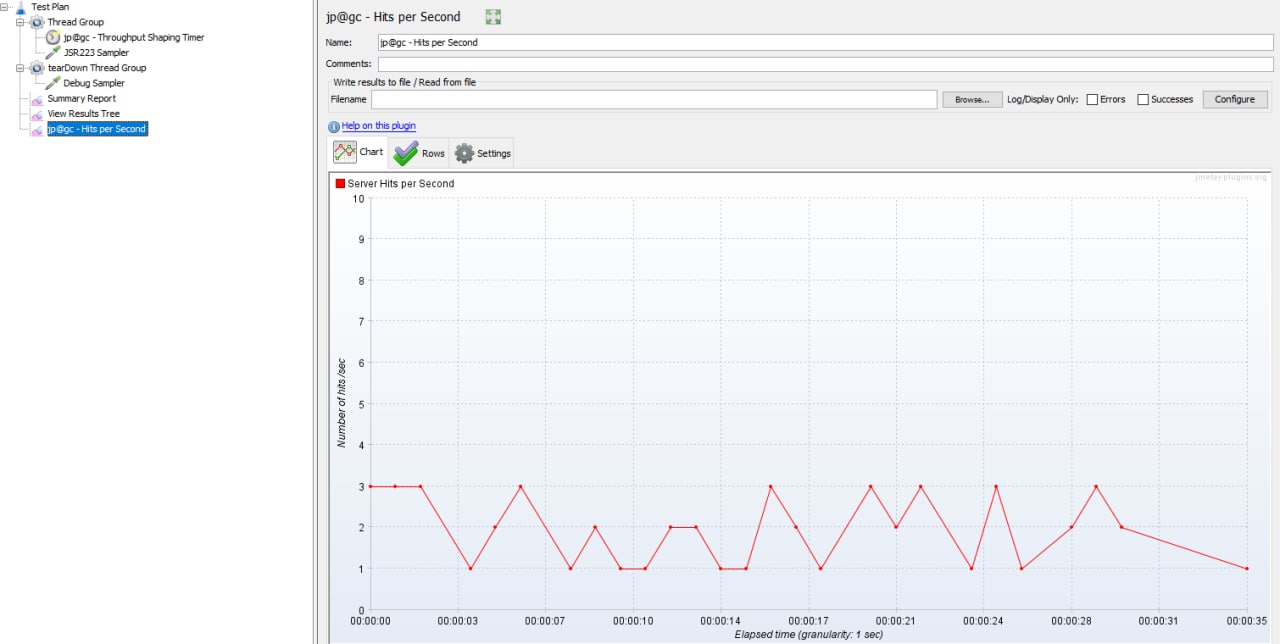 Test Plan
Thread Group
jp@gc - Throughput Shaping Timer
JSR223 Sampler
tearDown Thread Group
Debug Sampler
Summary Report
View Results Tree
jp@gc - Hits per Second
jp@gc - Hits per Second
Name: jp@gc - Hits per Second
Comments:
Write results to file / Read from file
Filename Browse... Log/Display Only: Errors Successes Configure
Help on this plugin
Chart Rows Settings
Server Hits per Second
jmeter-plugins.org
10
9
8
7
6
5
4
3
2
1
0
Number of hits /sec
00:00:00 00:00:03 00:00:07 00:00:10 00:00:14 00:00:17 00:00:21 00:00:24 00:00:28 00:00:31 00:00:35
Elapsed time (granularity: 1 sec)